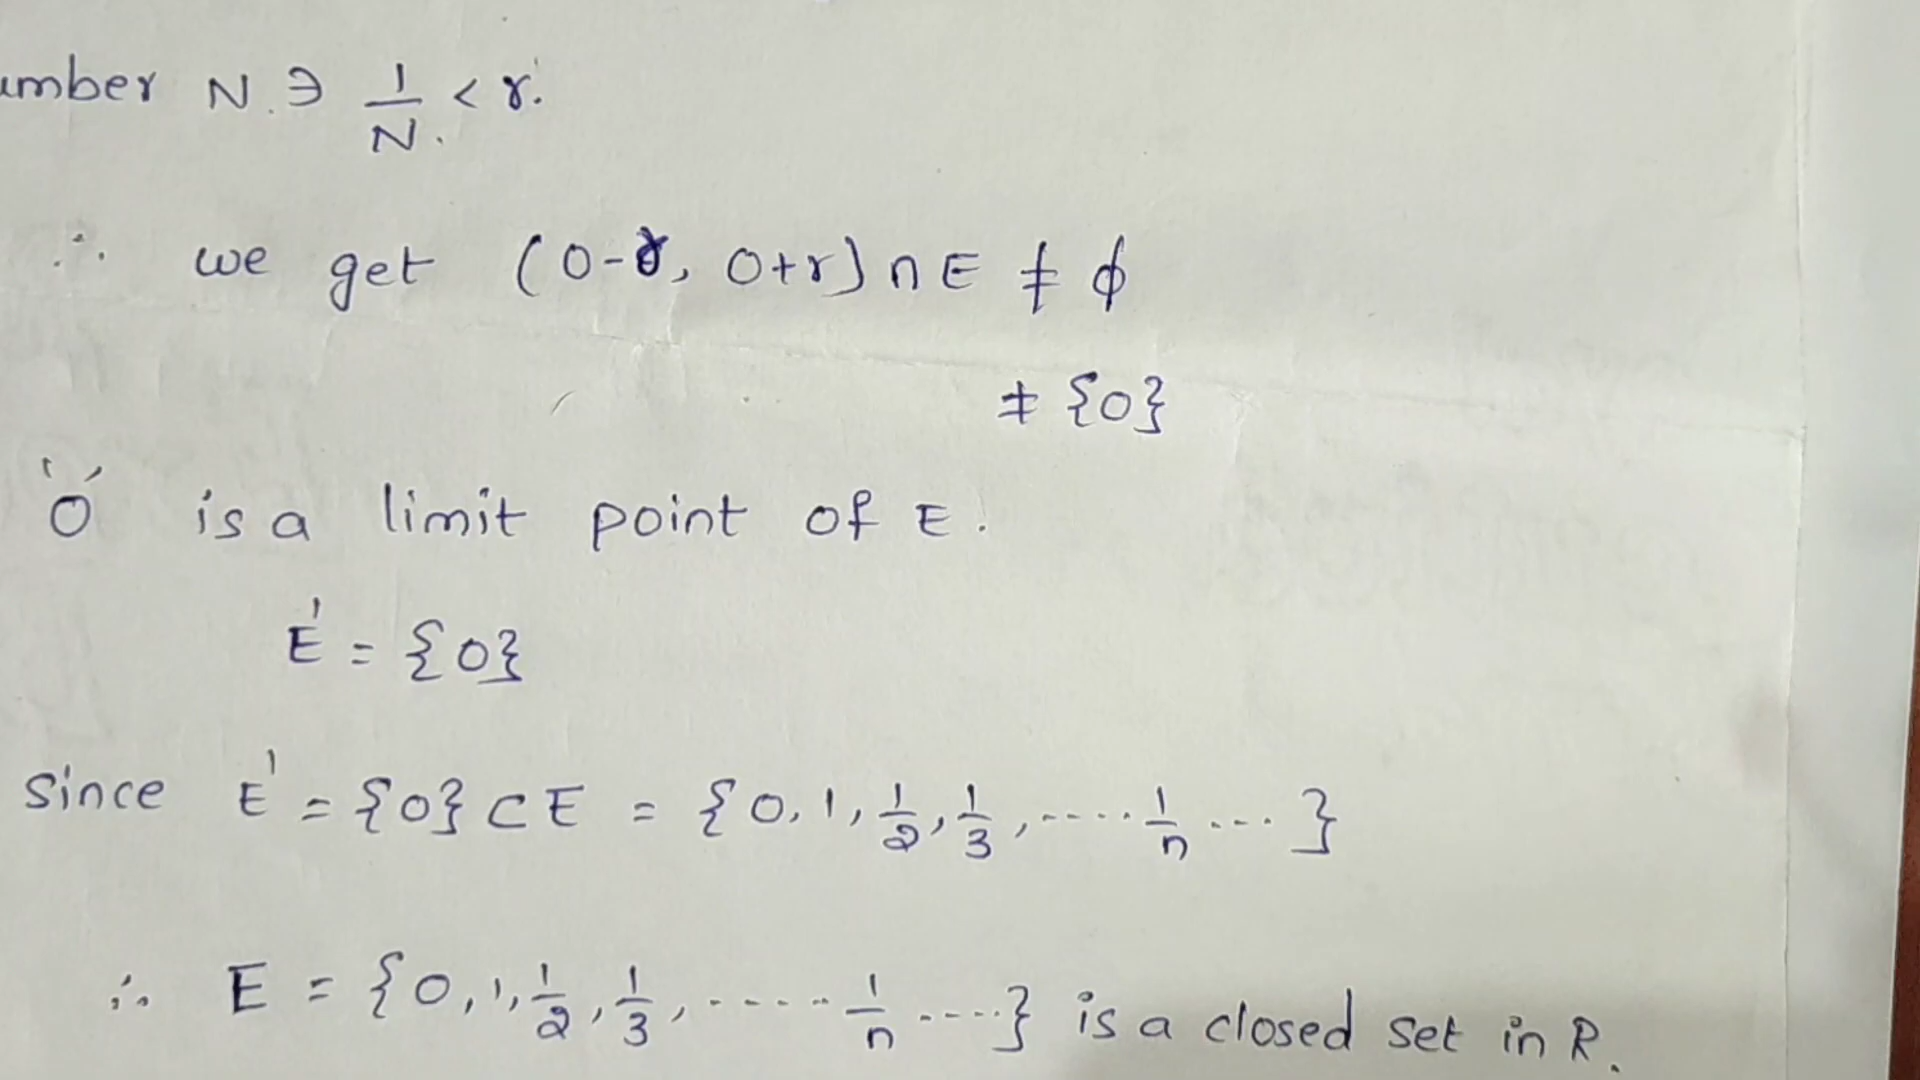 umber N. ∋ 1/N. < r.
∴ we get (0-r, 0+r) ∩ E ≠ ϕ
≠ {0}
'0' is a limit point of E.
E' = {0}
Since E' = {0} ⊂ E = {0, 1, 1/2, 1/3, ..... 1/n ...}
∴ E = {0, 1, 1/2, 1/3, ..... 1/n ....} is a closed set in R.